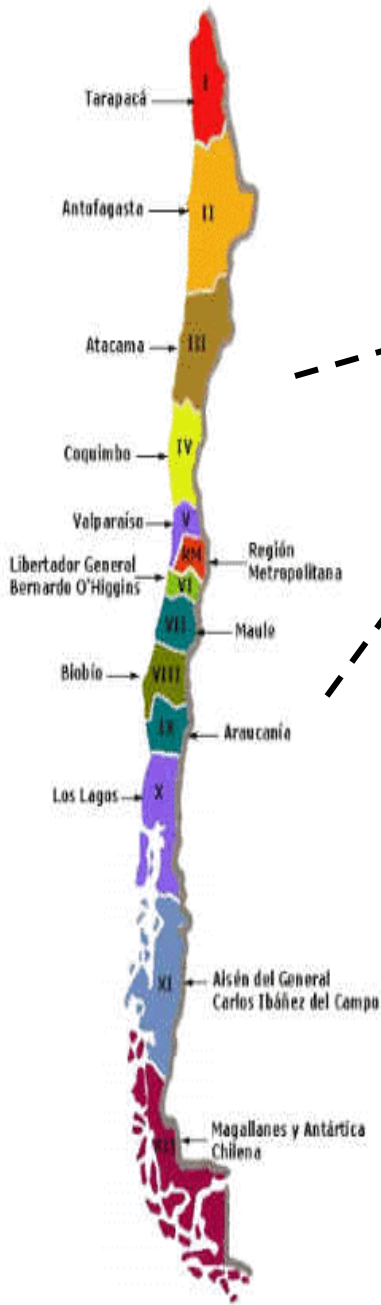 I
Tarapacá
Antofagasta
II
Atacama
III
Coquimbo
IV
Valparaíso
V
RM
Región
Metropolitana
Libertador General
Bernardo O'Higgins
VI
VII
Maule
Biobío
VIII
IX
Araucanía
Los Lagos
X
XI
Aisén del General
Carlos Ibáñez del Campo
XII
Magallanes y Antártica
Chilena